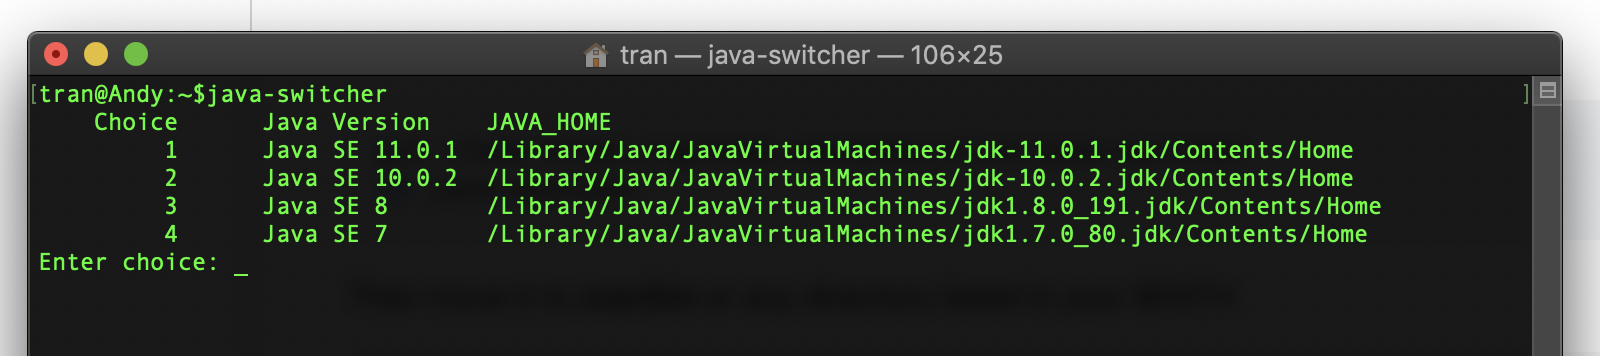 tran — java-switcher — 106×25
[tran@Andy:~$java-switcher ]
Choice Java Version JAVA_HOME
1 Java SE 11.0.1 /Library/Java/JavaVirtualMachines/jdk-11.0.1.jdk/Contents/Home
2 Java SE 10.0.2 /Library/Java/JavaVirtualMachines/jdk-10.0.2.jdk/Contents/Home
3 Java SE 8 /Library/Java/JavaVirtualMachines/jdk1.8.0_191.jdk/Contents/Home
4 Java SE 7 /Library/Java/JavaVirtualMachines/jdk1.7.0_80.jdk/Contents/Home
Enter choice: _